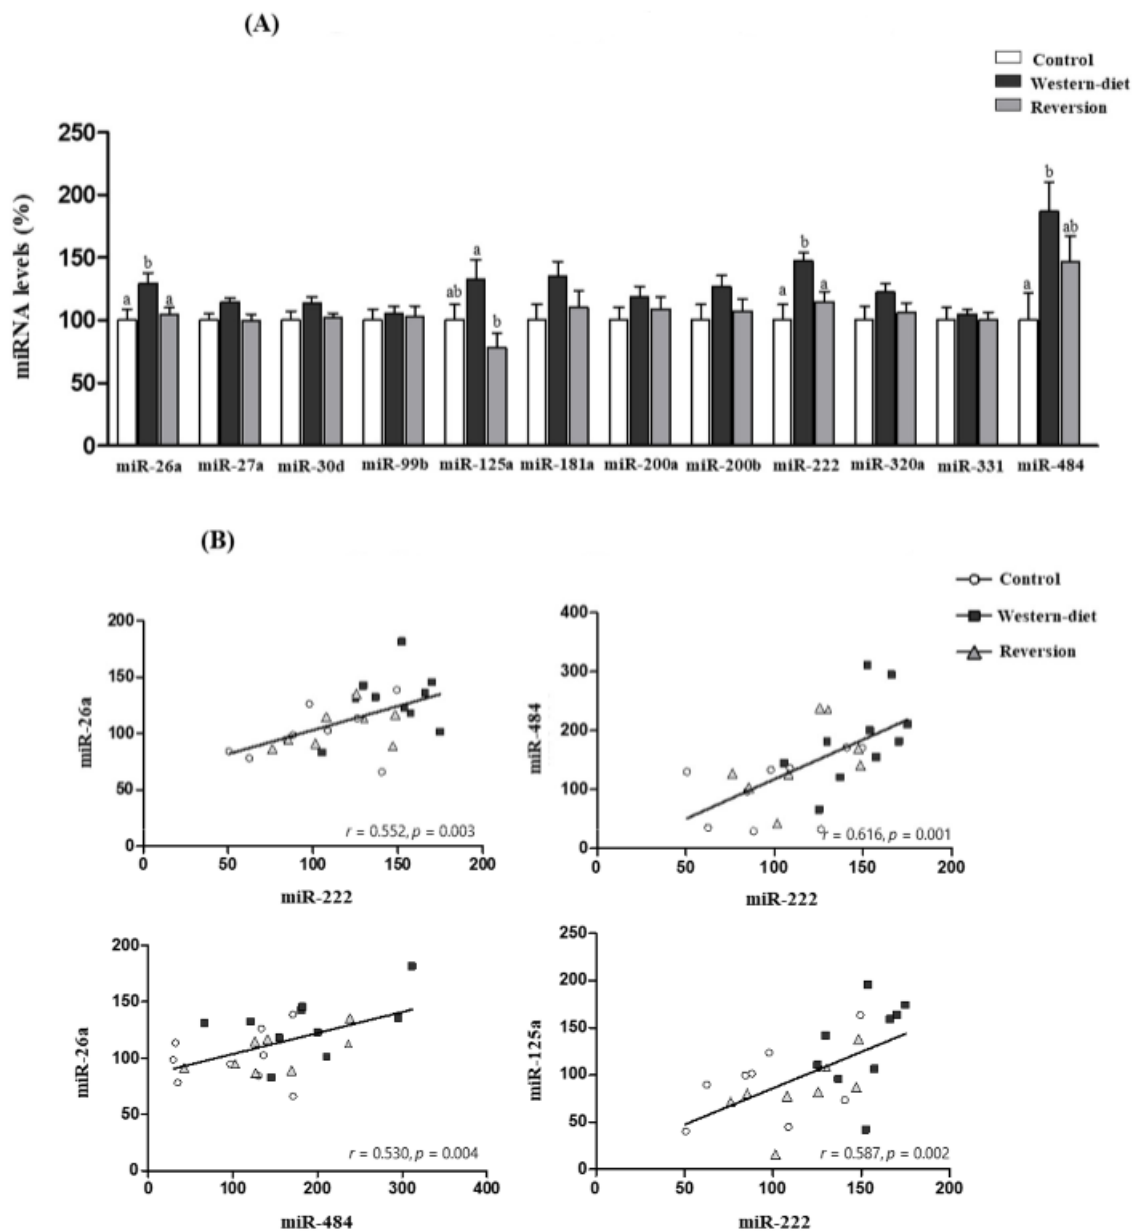 (A)
Control
Western-diet
Reversion
miRNA levels (%)
250
200
150
100
50
0
a b a
ab a b
a b a
a b ab
miR-26a miR-27a miR-30d miR-99b miR-125a miR-181a miR-200a miR-200b miR-222 miR-320a miR-331 miR-484
(B)
Control
Western-diet
Reversion
miR-26a
200
150
100
50
0
r = 0.552, p = 0.003
0 50 100 150 200
miR-222
miR-484
400
300
200
100
0
r = 0.616, p = 0.001
0 50 100 150 200
miR-222
miR-26a
200
150
100
50
0
r = 0.530, p = 0.004
0 100 200 300 400
miR-484
miR-125a
250
200
150
100
50
0
r = 0.587, p = 0.002
0 50 100 150 200
miR-222